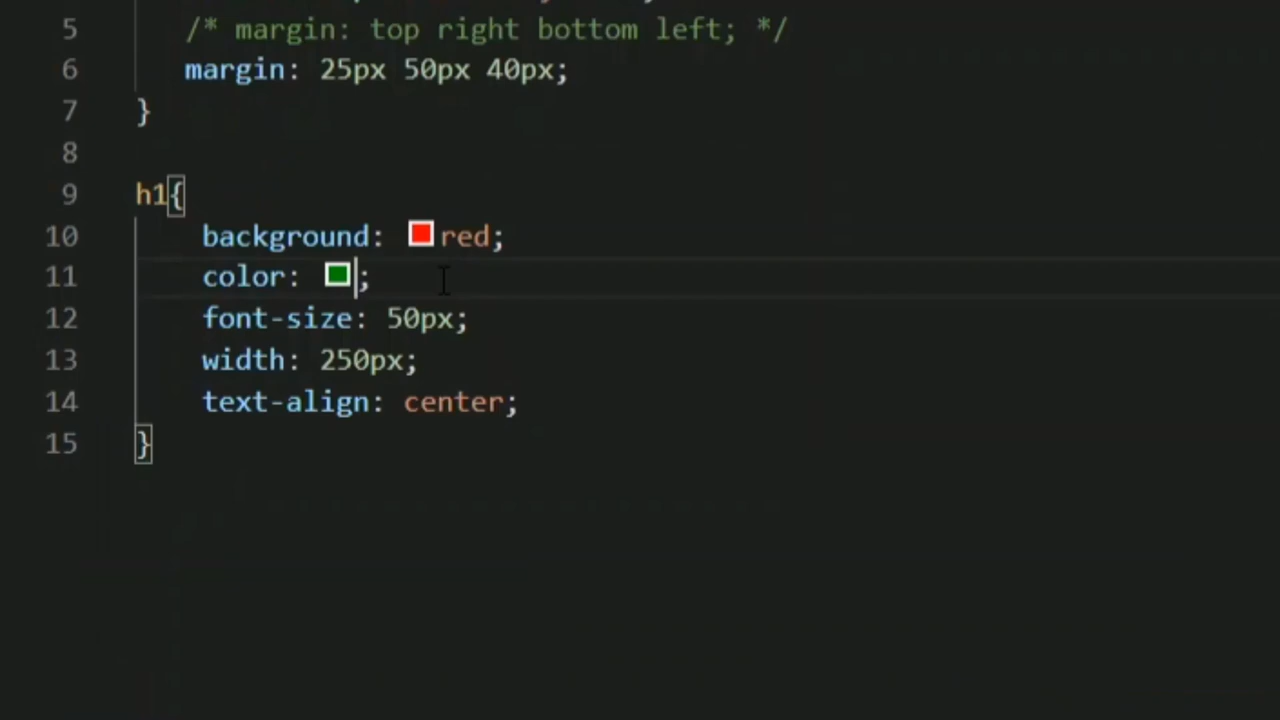 5 /* margin: top right bottom left; */
6 margin: 25px 50px 40px;
7 }
8
9 h1{
10 background: red;
11 color: ;
12 font-size: 50px;
13 width: 250px;
14 text-align: center;
15 }